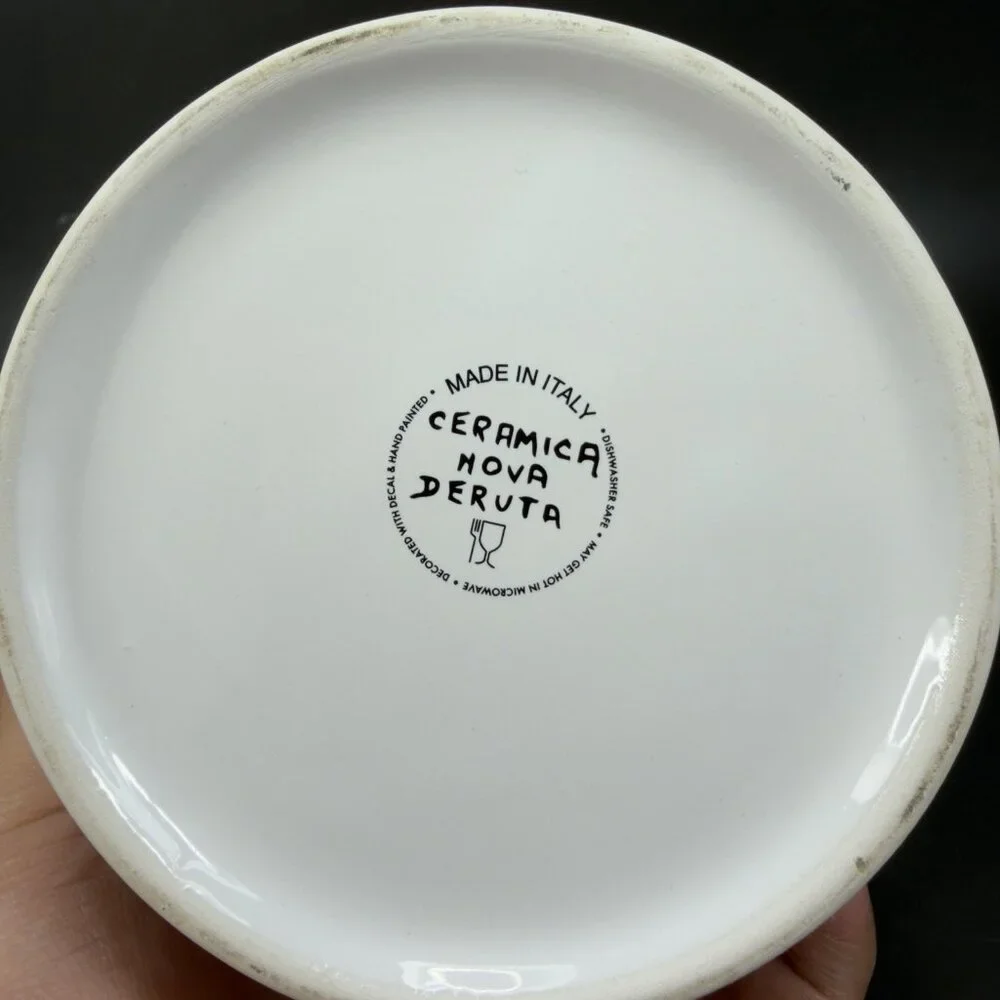 MADE IN ITALY
CERAMICA
NOVA
DERUTA
• DISHWASHER SAFE • MAY GET HOT IN MICROWAVE • DECORATED WITH DECAL & HAND PAINTED •